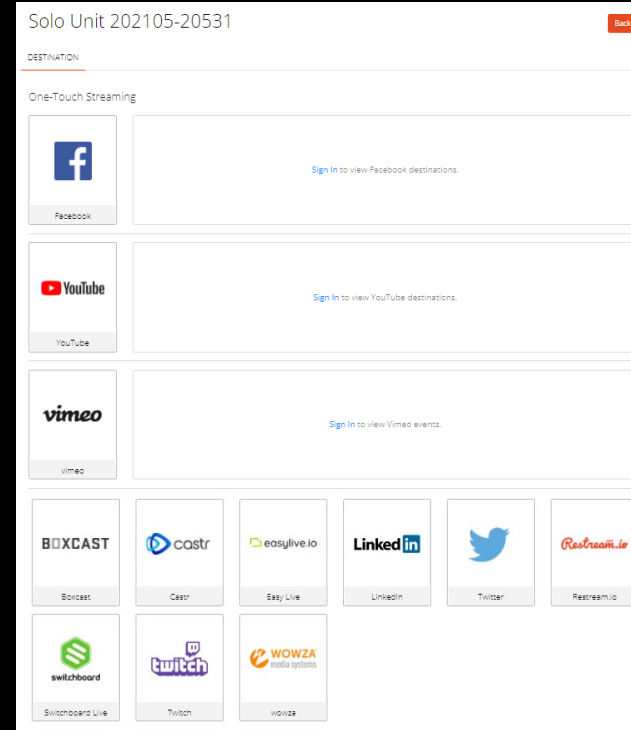 Solo Unit 202105-20531
Back
DESTINATION
One-Touch Streaming
Facebook
Sign In to view Facebook destinations.
YouTube
YouTube
Sign In to view YouTube destinations.
vimeo
vimeo
Sign In to view Vimeo events.
BOXCAST
castr
easylive.io
Linked in
Restream.io
Boxcast
Castr
Easy Live
LinkedIn
Twitter
Restream.io
switchboard
twitch
WOWZA
media systems
Switchboard Live
Twitch
wowza